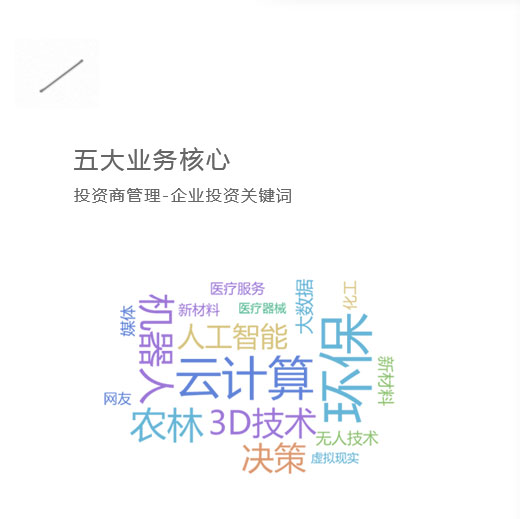 五大业务核心
投资商管理-企业投资关键词
医疗服务
大数据
化工
机器人
新材料
医疗器械
媒体
人工智能
环保
云计算
新材料
网友
农林
3D技术
无人技术
决策
虚拟现实